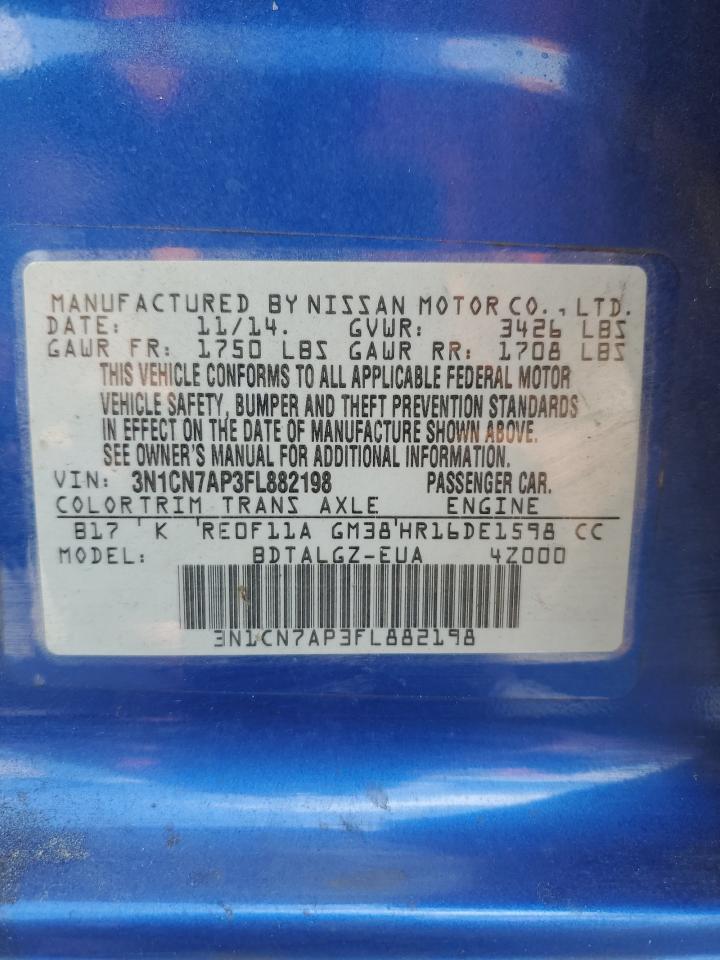 MANUFACTURED BY NISSAN MOTOR CO., LTD.
DATE: 11/14. GVWR: 3426 LBS
GAWR FR: 1750 LBS GAWR RR: 1708 LBS
THIS VEHICLE CONFORMS TO ALL APPLICABLE FEDERAL MOTOR
VEHICLE SAFETY, BUMPER AND THEFT PREVENTION STANDARDS
IN EFFECT ON THE DATE OF MANUFACTURE SHOWN ABOVE.
SEE OWNER'S MANUAL FOR ADDITIONAL INFORMATION.
VIN: 3N1CN7AP3FL882198 PASSENGER CAR.
COLOR TRIM TRANS AXLE ENGINE
B17 'K 'RE0F11A GM38'HR16DE1598 CC
MODEL: BDTALGZ-EUA 4Z000
3N1CN7AP3FL882198